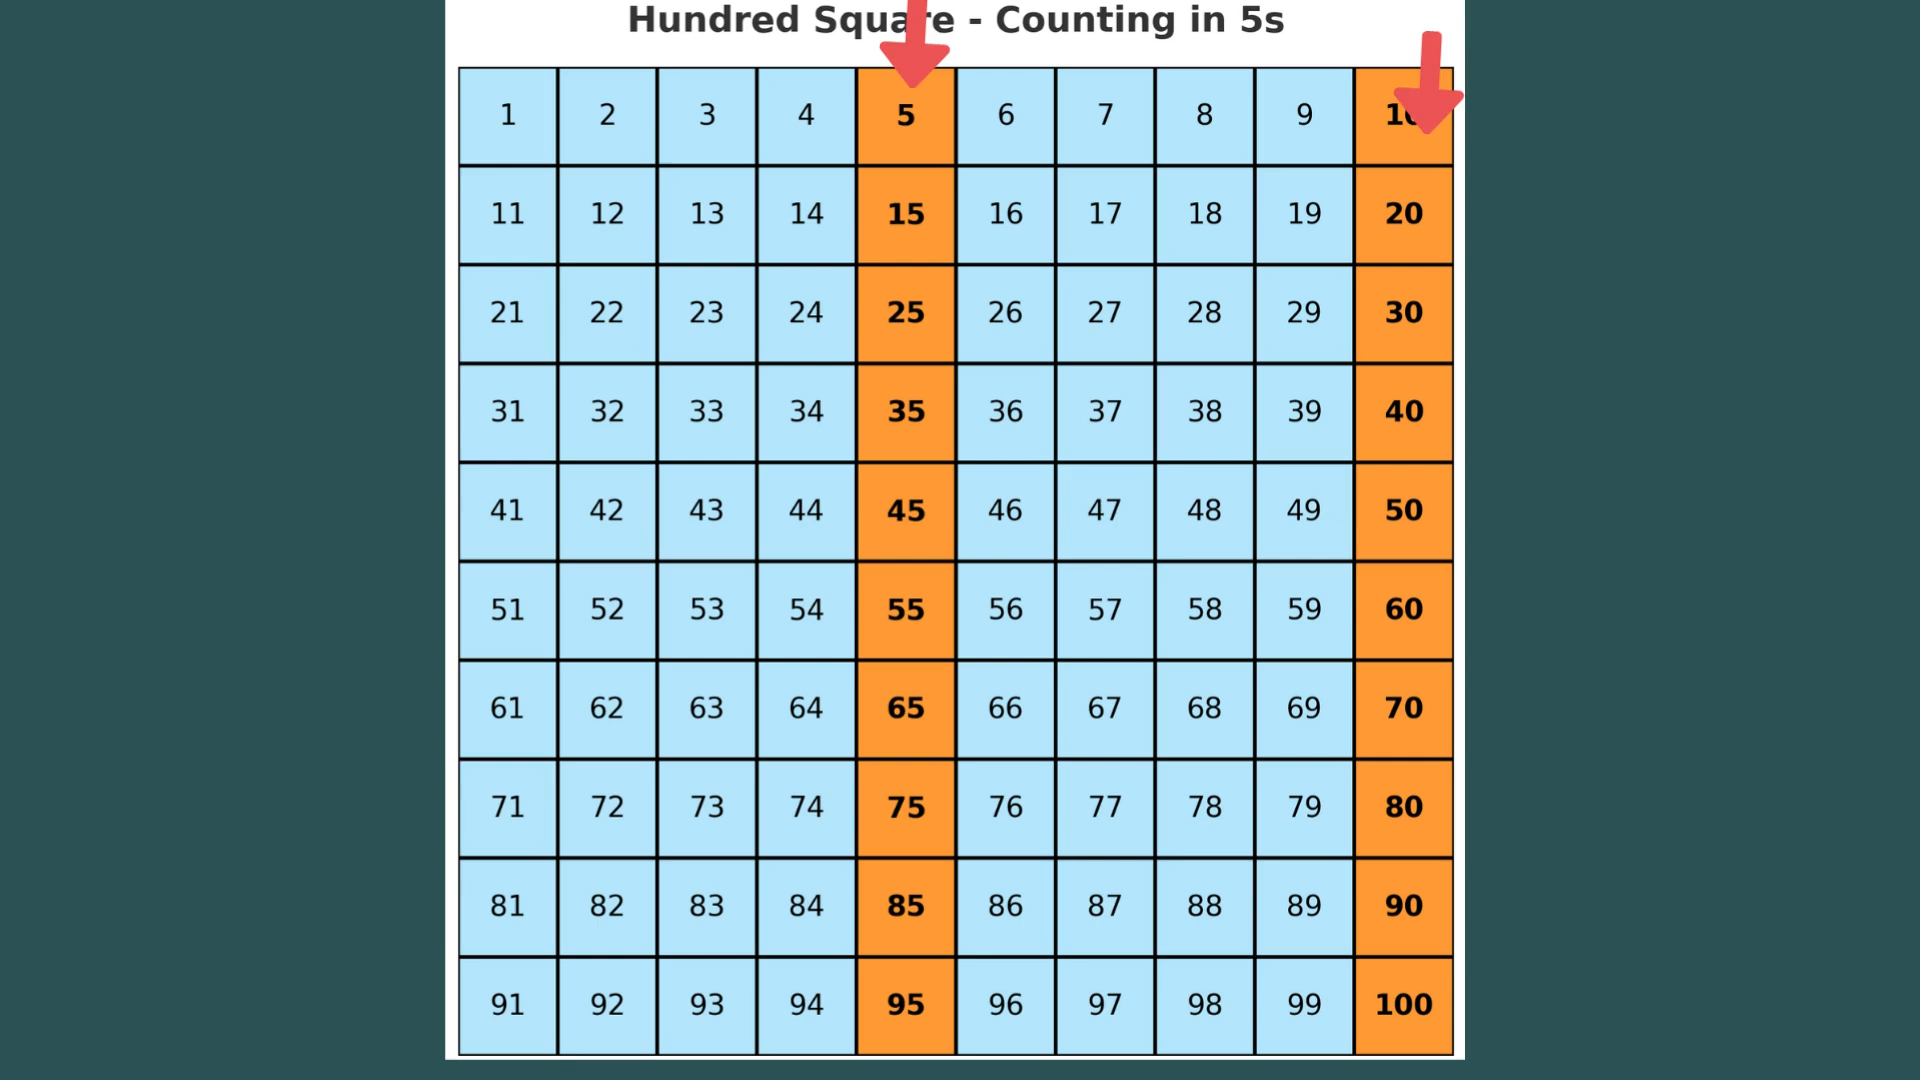 Hundred Square - Counting in 5s
1 2 3 4 5 6 7 8 9 10
11 12 13 14 15 16 17 18 19 20
21 22 23 24 25 26 27 28 29 30
31 32 33 34 35 36 37 38 39 40
41 42 43 44 45 46 47 48 49 50
51 52 53 54 55 56 57 58 59 60
61 62 63 64 65 66 67 68 69 70
71 72 73 74 75 76 77 78 79 80
81 82 83 84 85 86 87 88 89 90
91 92 93 94 95 96 97 98 99 100